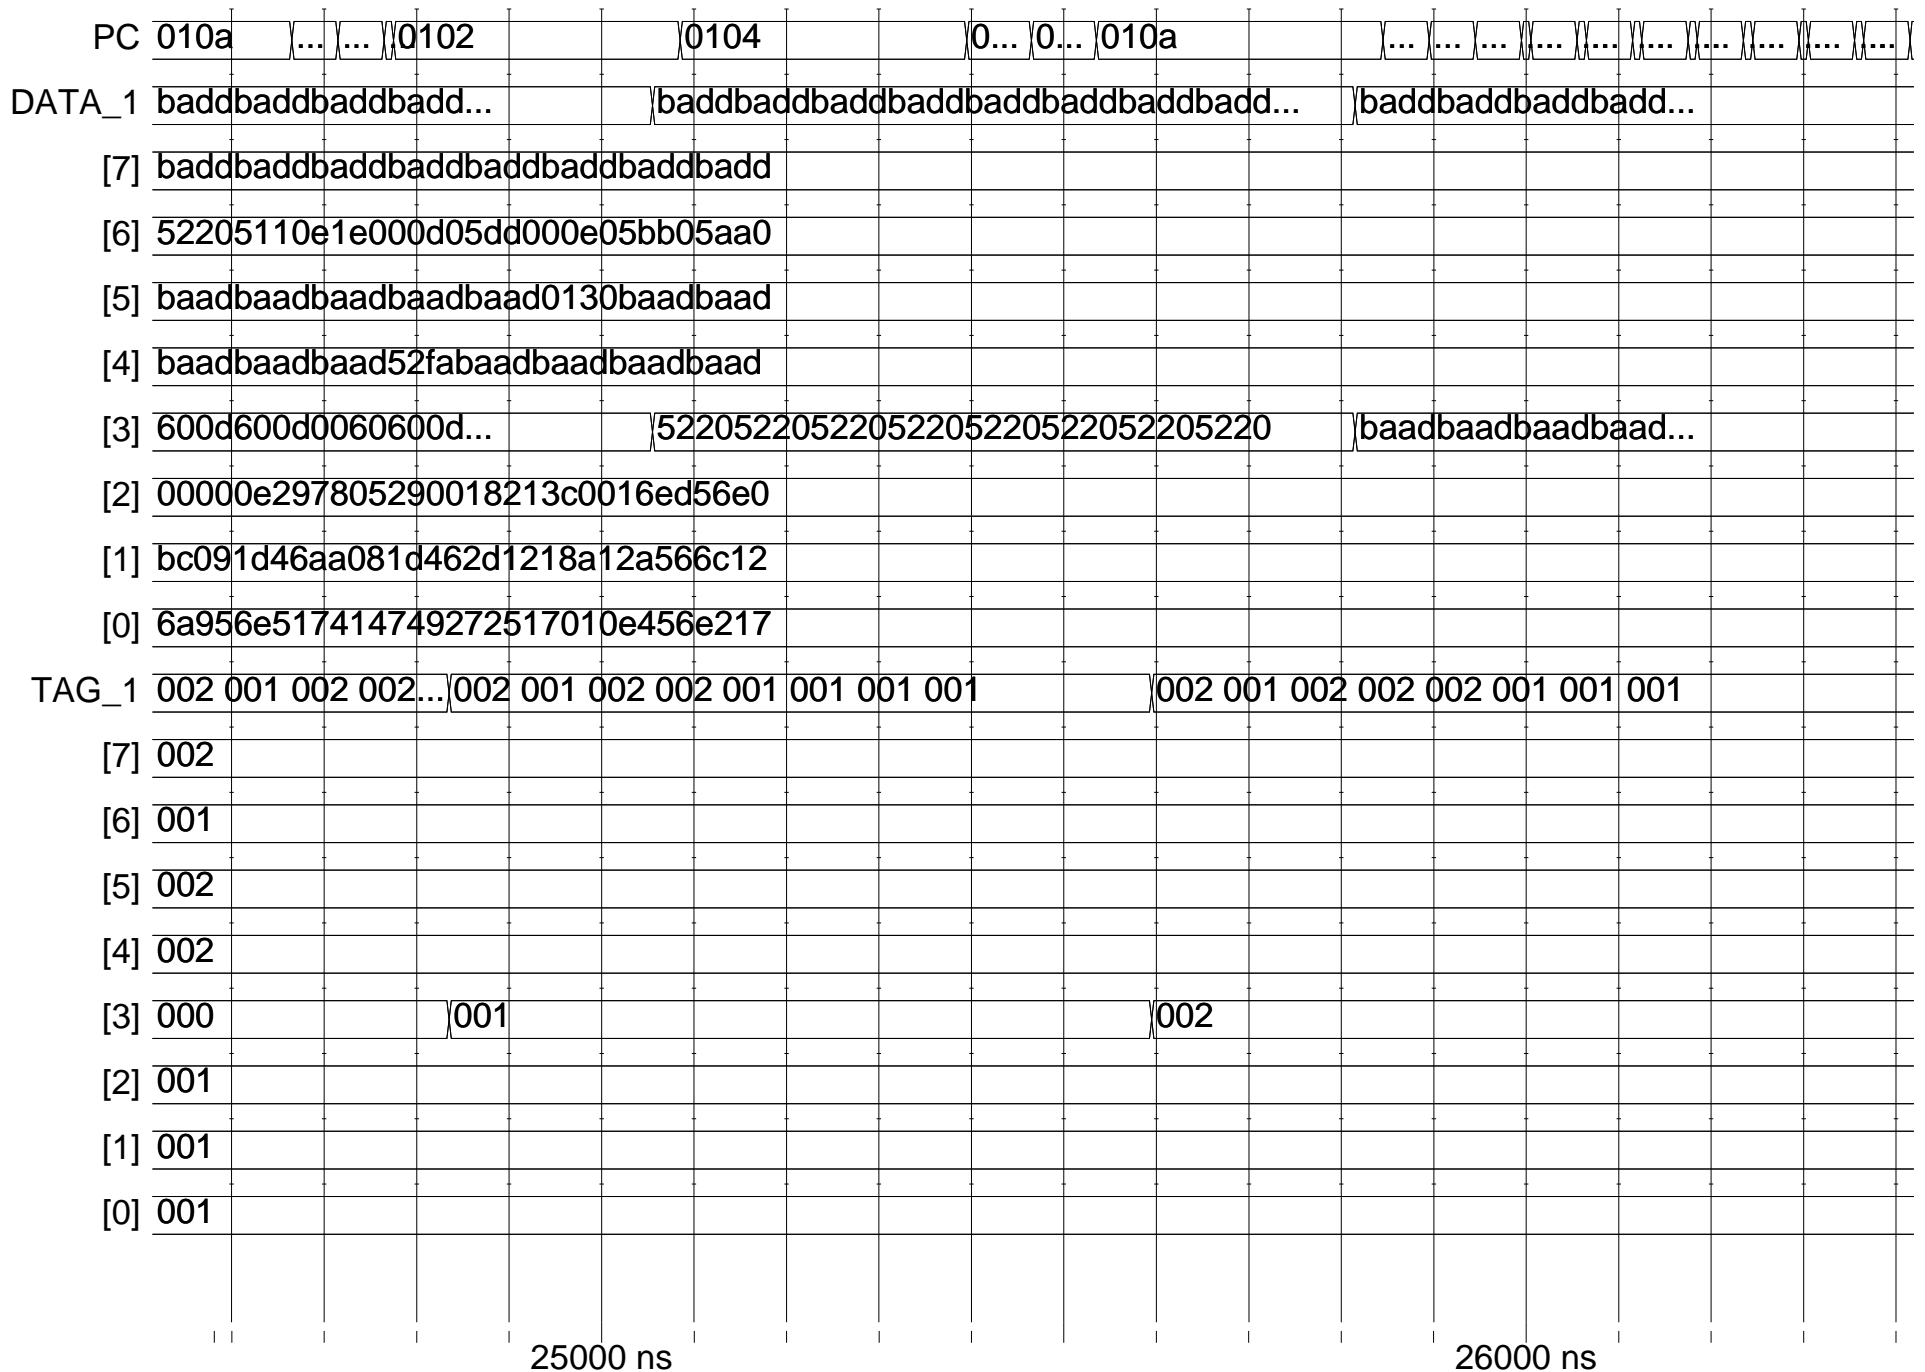 PC 010a ... ... . 0102 0104 0... 0... 010a ... ... ... ... ... ... ... ... ... ...
DATA_1 baddbaddbaddbadd... baddbaddbaddbaddbaddbaddbaddbadd... baddbaddbaddbadd...
[7] baddbaddbaddbaddbaddbaddbaddbadd
[6] 52205110e1e000d05dd000e05bb05aa0
[5] baadbaadbaadbaadbaad0130baadbaad
[4] baadbaadbaad52fabaadbaadbaadbaad
[3] 600d600d0060600d... 52205220522052205220522052205220 baadbaadbaadbaad...
[2] 00000e297805290018213c0016ed56e0
[1] bc091d46aa081d462d1218a12a566c12
[0] 6a956e517414749272517010e456e217
TAG_1 002 001 002 002... 002 001 002 002 001 001 001 001 002 001 002 002 002 001 001 001
[7] 002
[6] 001
[5] 002
[4] 002
[3] 000 001 002
[2] 001
[1] 001
[0] 001
25000 ns 26000 ns